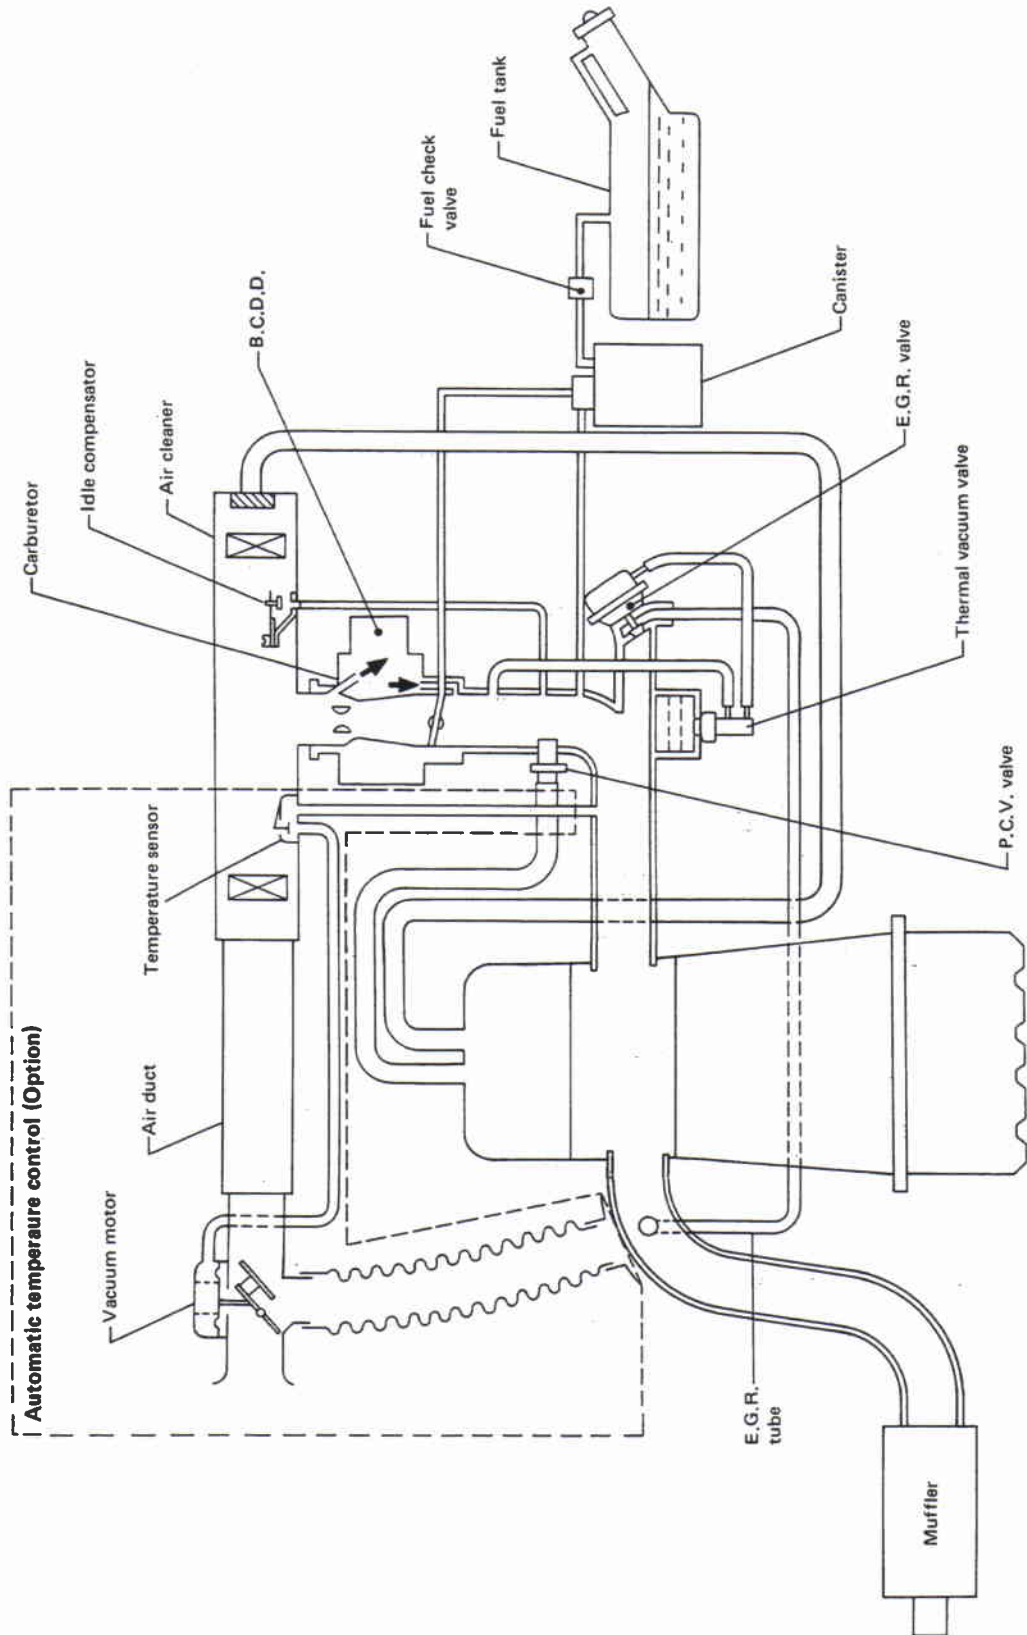 Automatic temperaure control (Option)
Vacuum motor
Air duct
Temperature sensor
Carburetor
Idle compensator
Air cleaner
B.C.D.D.
Fuel check
valve
Fuel tank
Canister
E.G.R. valve
Thermal vacuum valve
P.C.V. valve
E.G.R.
tube
Muffler